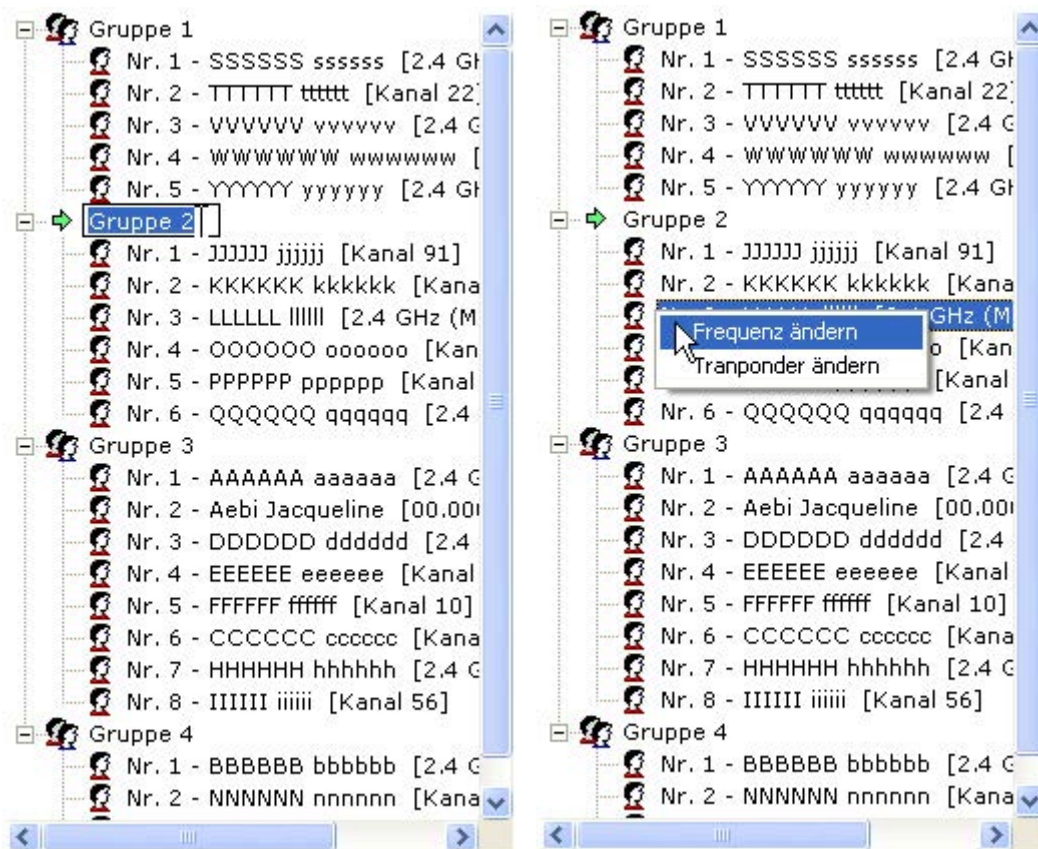 Gruppe 1
Nr. 1 - SSSSSS ssssss [2.4 GH
Nr. 2 - TTTTTT tttttt [Kanal 22]
Nr. 3 - VVVVVV vvvvvv [2.4 G
Nr. 4 - WWWWWW wwwwww [
Nr. 5 - YYYYYY yyyyyy [2.4 GH
Gruppe 2
Nr. 1 - JJJJJJ jjjjjj [Kanal 91]
Nr. 2 - KKKKKK kkkkkk [Kana
Nr. 3 - LLLLLL llllll [2.4 GHz (M
Nr. 4 - OOOOOO oooooo [Kan
Nr. 5 - PPPPPP pppppp [Kanal
Nr. 6 - QQQQQQ qqqqqq [2.4
Gruppe 3
Nr. 1 - AAAAAA aaaaaa [2.4 G
Nr. 2 - Aebi Jacqueline [00.00
Nr. 3 - DDDDDD dddddd [2.4
Nr. 4 - EEEEEE eeeeee [Kanal
Nr. 5 - FFFFFF ffffff [Kanal 10]
Nr. 6 - CCCCCC cccccc [Kana
Nr. 7 - HHHHHH hhhhhh [2.4 G
Nr. 8 - IIIIII iiiiii [Kanal 56]
Gruppe 4
Nr. 1 - BBBBBB bbbbbb [2.4 G
Nr. 2 - NNNNNN nnnnnn [Kana
Gruppe 1
Nr. 1 - SSSSSS ssssss [2.4 GH
Nr. 2 - TTTTTT tttttt [Kanal 22]
Nr. 3 - VVVVVV vvvvvv [2.4 G
Nr. 4 - WWWWWW wwwwww [
Nr. 5 - YYYYYY yyyyyy [2.4 GH
Gruppe 2
Nr. 1 - JJJJJJ jjjjjj [Kanal 91]
Nr. 2 - KKKKKK kkkkkk [Kana
GHz (M
Frequenz ändern
[Kan
Tranponder ändern
[Kanal
Nr. 6 - QQQQQQ qqqqqq [2.4
Gruppe 3
Nr. 1 - AAAAAA aaaaaa [2.4 G
Nr. 2 - Aebi Jacqueline [00.00
Nr. 3 - DDDDDD dddddd [2.4
Nr. 4 - EEEEEE eeeeee [Kanal
Nr. 5 - FFFFFF ffffff [Kanal 10]
Nr. 6 - CCCCCC cccccc [Kana
Nr. 7 - HHHHHH hhhhhh [2.4 G
Nr. 8 - IIIIII iiiiii [Kanal 56]
Gruppe 4
Nr. 1 - BBBBBB bbbbbb [2.4 G
Nr. 2 - NNNNNN nnnnnn [Kana